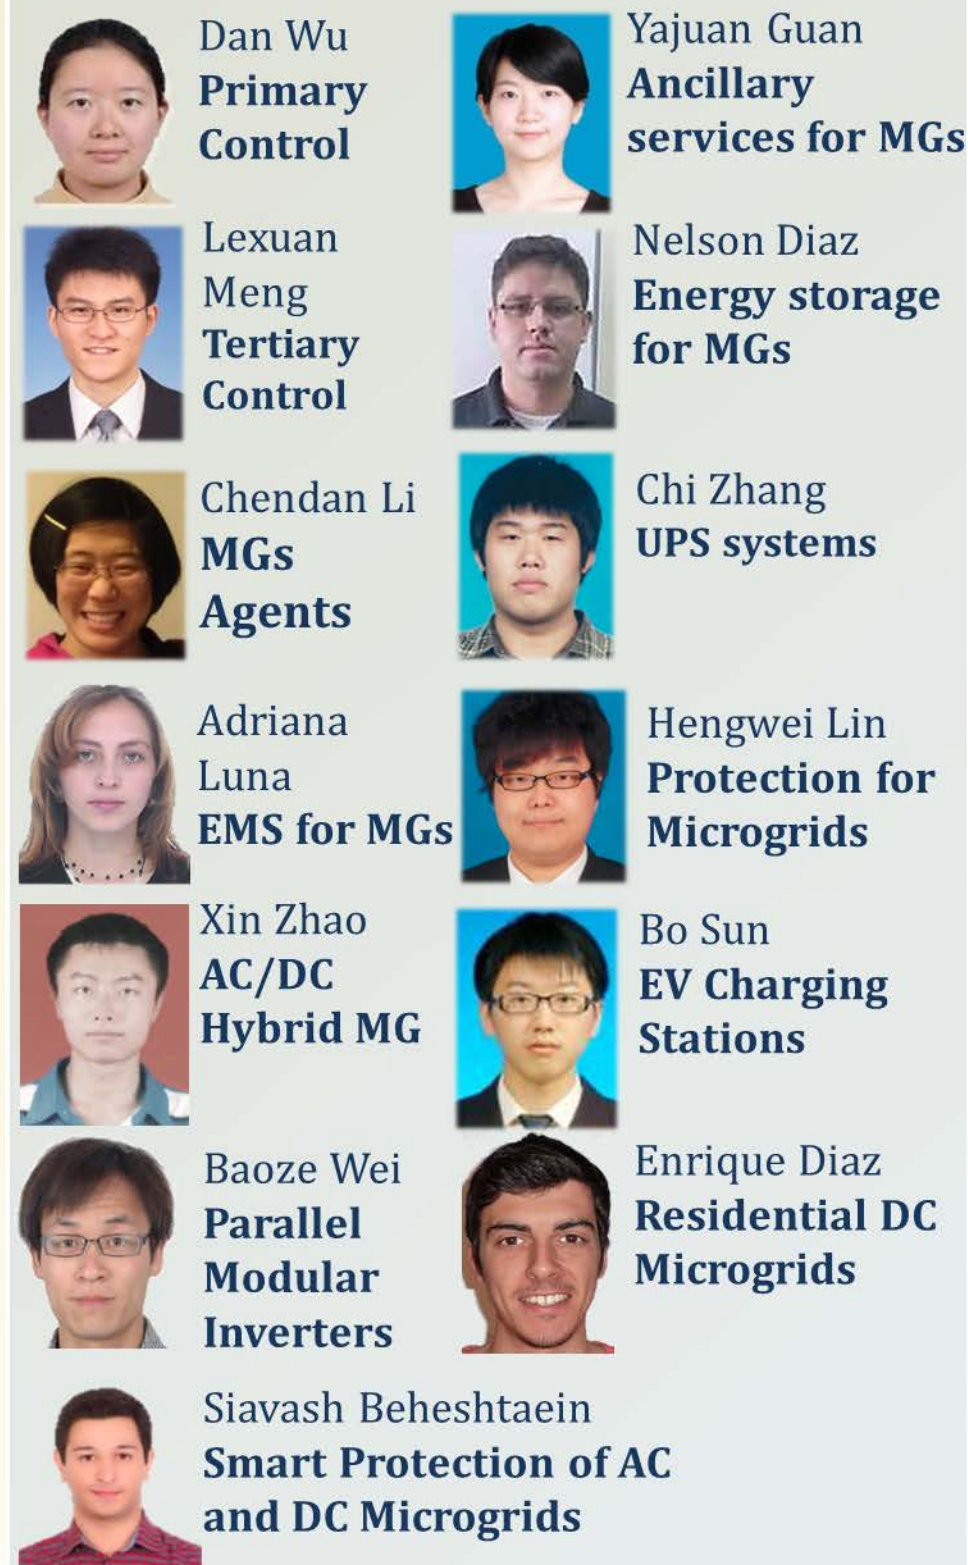 Dan Wu
Primary
Control
Yajuan Guan
Ancillary
services for MGs
Lexuan
Meng
Tertiary
Control
Nelson Diaz
Energy storage
for MGs
Chendan Li
MGs
Agents
Chi Zhang
UPS systems
Adriana
Luna
EMS for MGs
Hengwei Lin
Protection for
Microgrids
Xin Zhao
AC/DC
Hybrid MG
Bo Sun
EV Charging
Stations
Baoze Wei
Parallel
Modular
Inverters
Enrique Diaz
Residential DC
Microgrids
Siavash Beheshtaein
Smart Protection of AC
and DC Microgrids